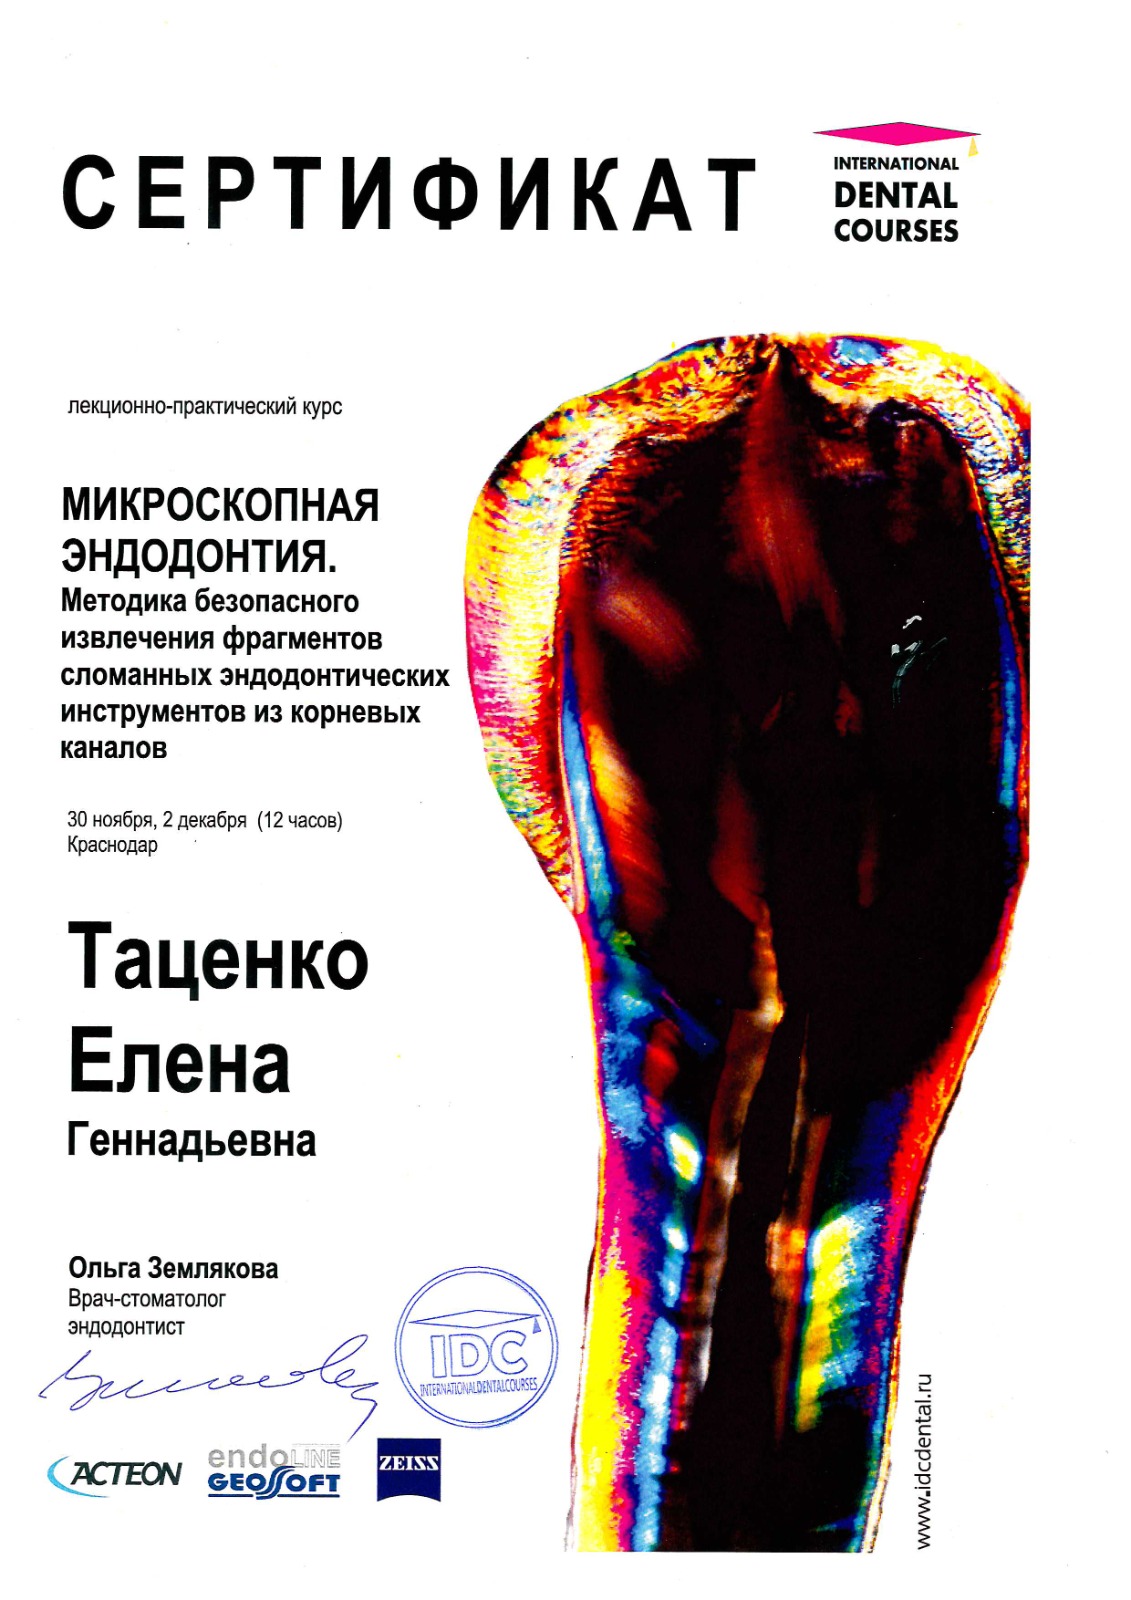 СЕРТИФИКАТ
INTERNATIONAL
DENTAL
COURSES
лекционно-практический курс
МИКРОСКОПНАЯ
ЭНДОДОНТИЯ.
Методика безопасного
извлечения фрагментов
сломанных эндодонтических
инструментов из корневых
каналов
30 ноября, 2 декабря (12 часов)
Краснодар
Таценко
Елена
Геннадьевна
Ольга Землякова
Врач-стоматолог
эндодонтист
IDC
INTERNATIONALDENTALCOURSES
ACTEON
endoLINE
GEOSOFT
ZEISS
www.idcdental.ru